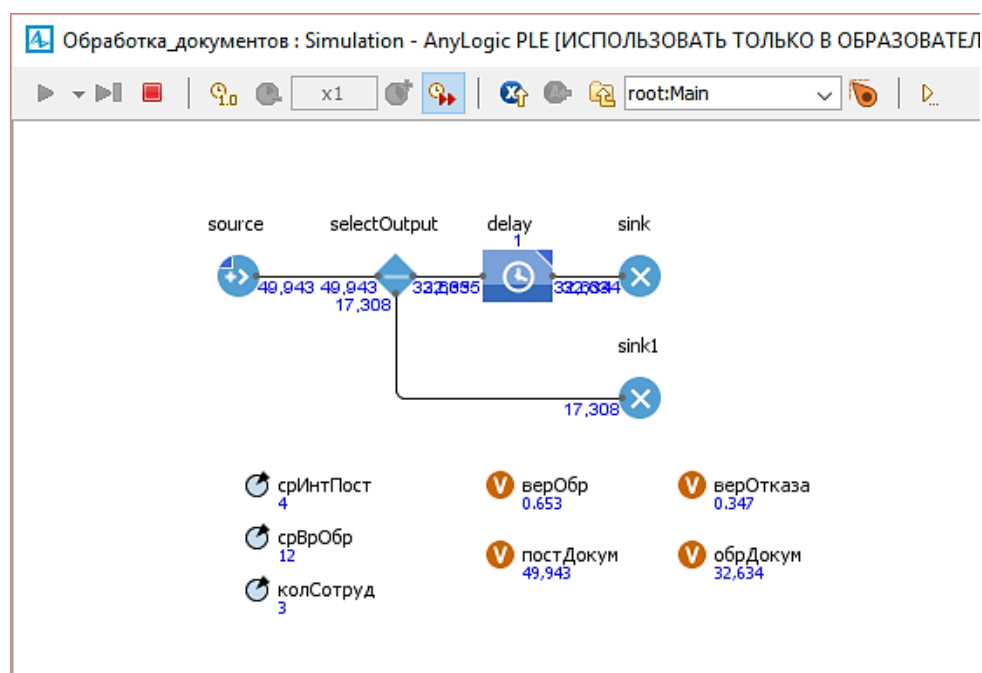 Обработка_документов : Simulation - AnyLogic PLE [ИСПОЛЬЗОВАТЬ ТОЛЬКО В ОБРАЗОВАТЕЛ
x1 root:Main
source selectOutput delay sink
1
49,943 49,943
17,308
sink1
17,308
срИнтПост верОбр верОтказа
4 0.653 0.347
срВрОбр постДокум обрДокум
12 49,943 32,634
колСотруд
3